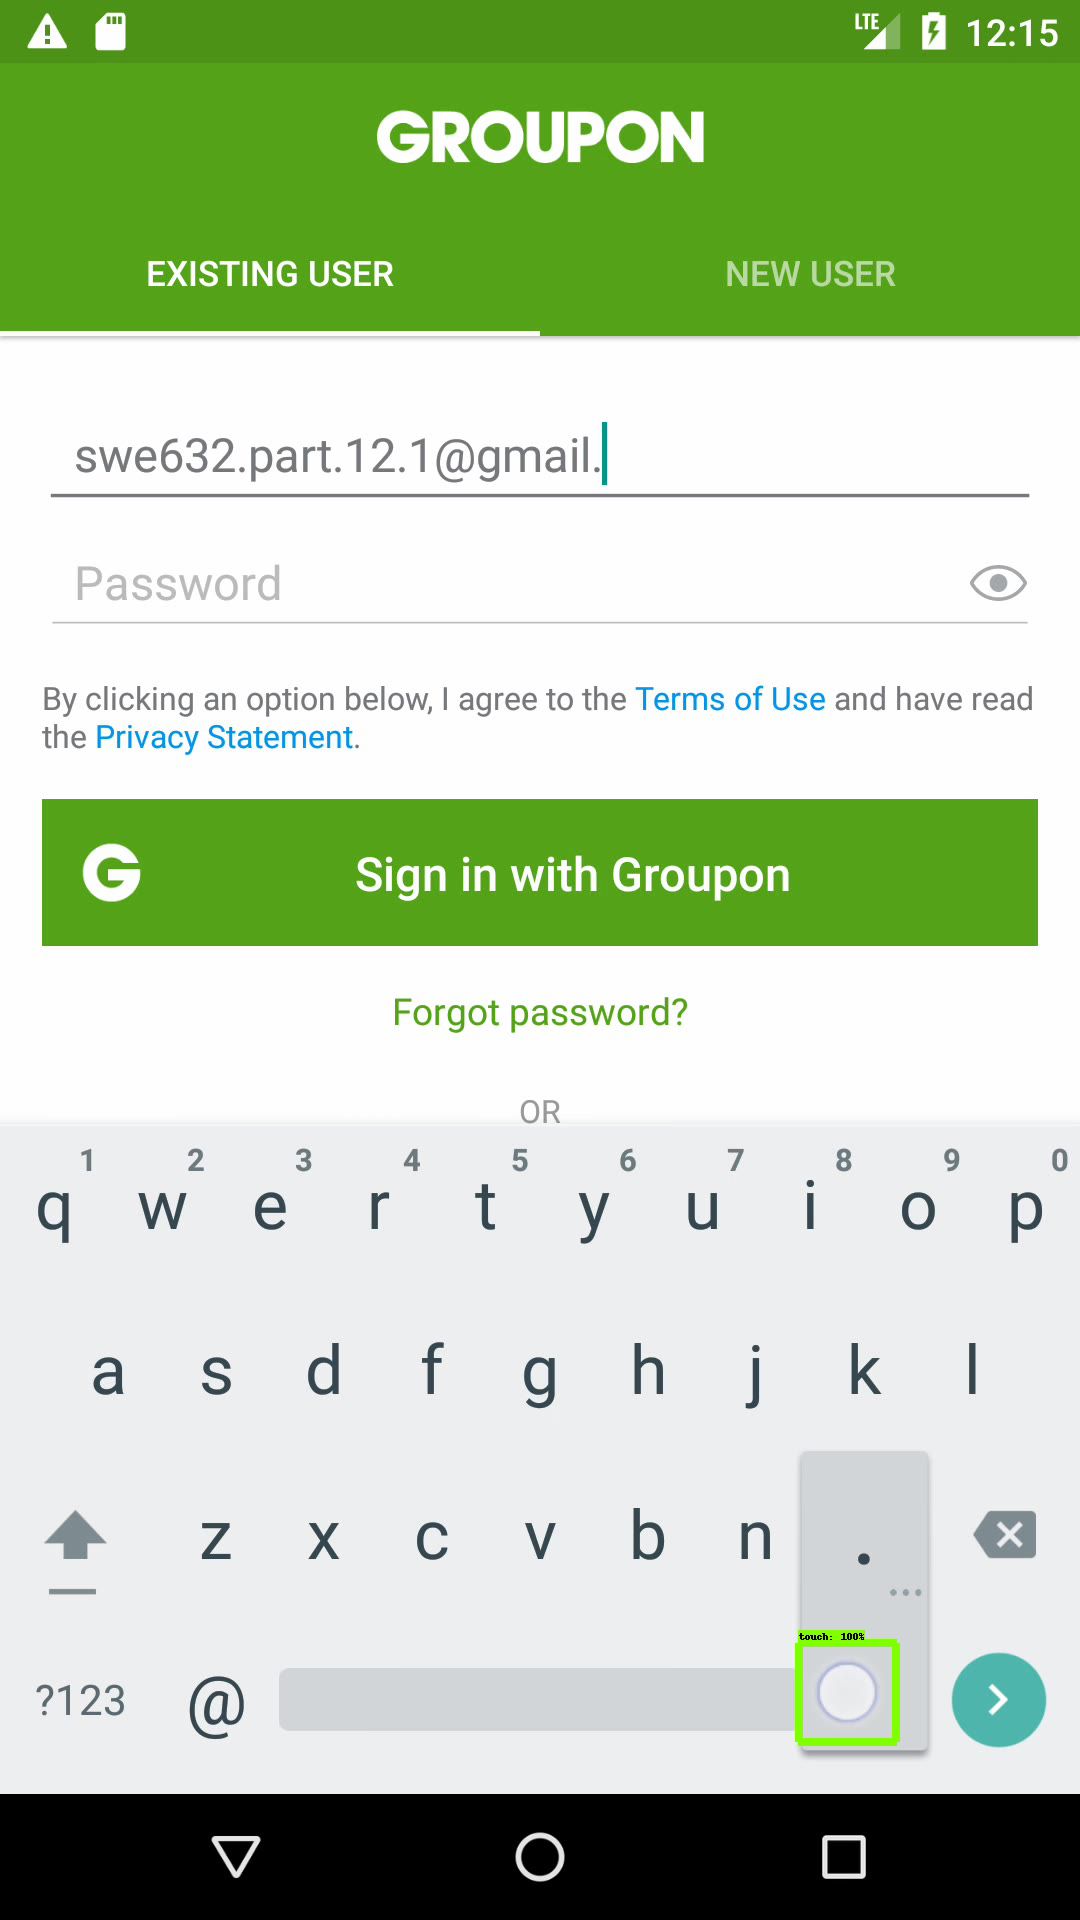 LTE 12:15
GROUPON
EXISTING USER NEW USER
swe632.part.12.1@gmail.
Password
By clicking an option below, I agree to the Terms of Use and have read
the Privacy Statement.
G Sign in with Groupon
Forgot password?
OR
1 2 3 4 5 6 7 8 9 0
q w e r t y u i o p
a s d f g h j k l
z x c v b n .
touch: 100%
?123 @